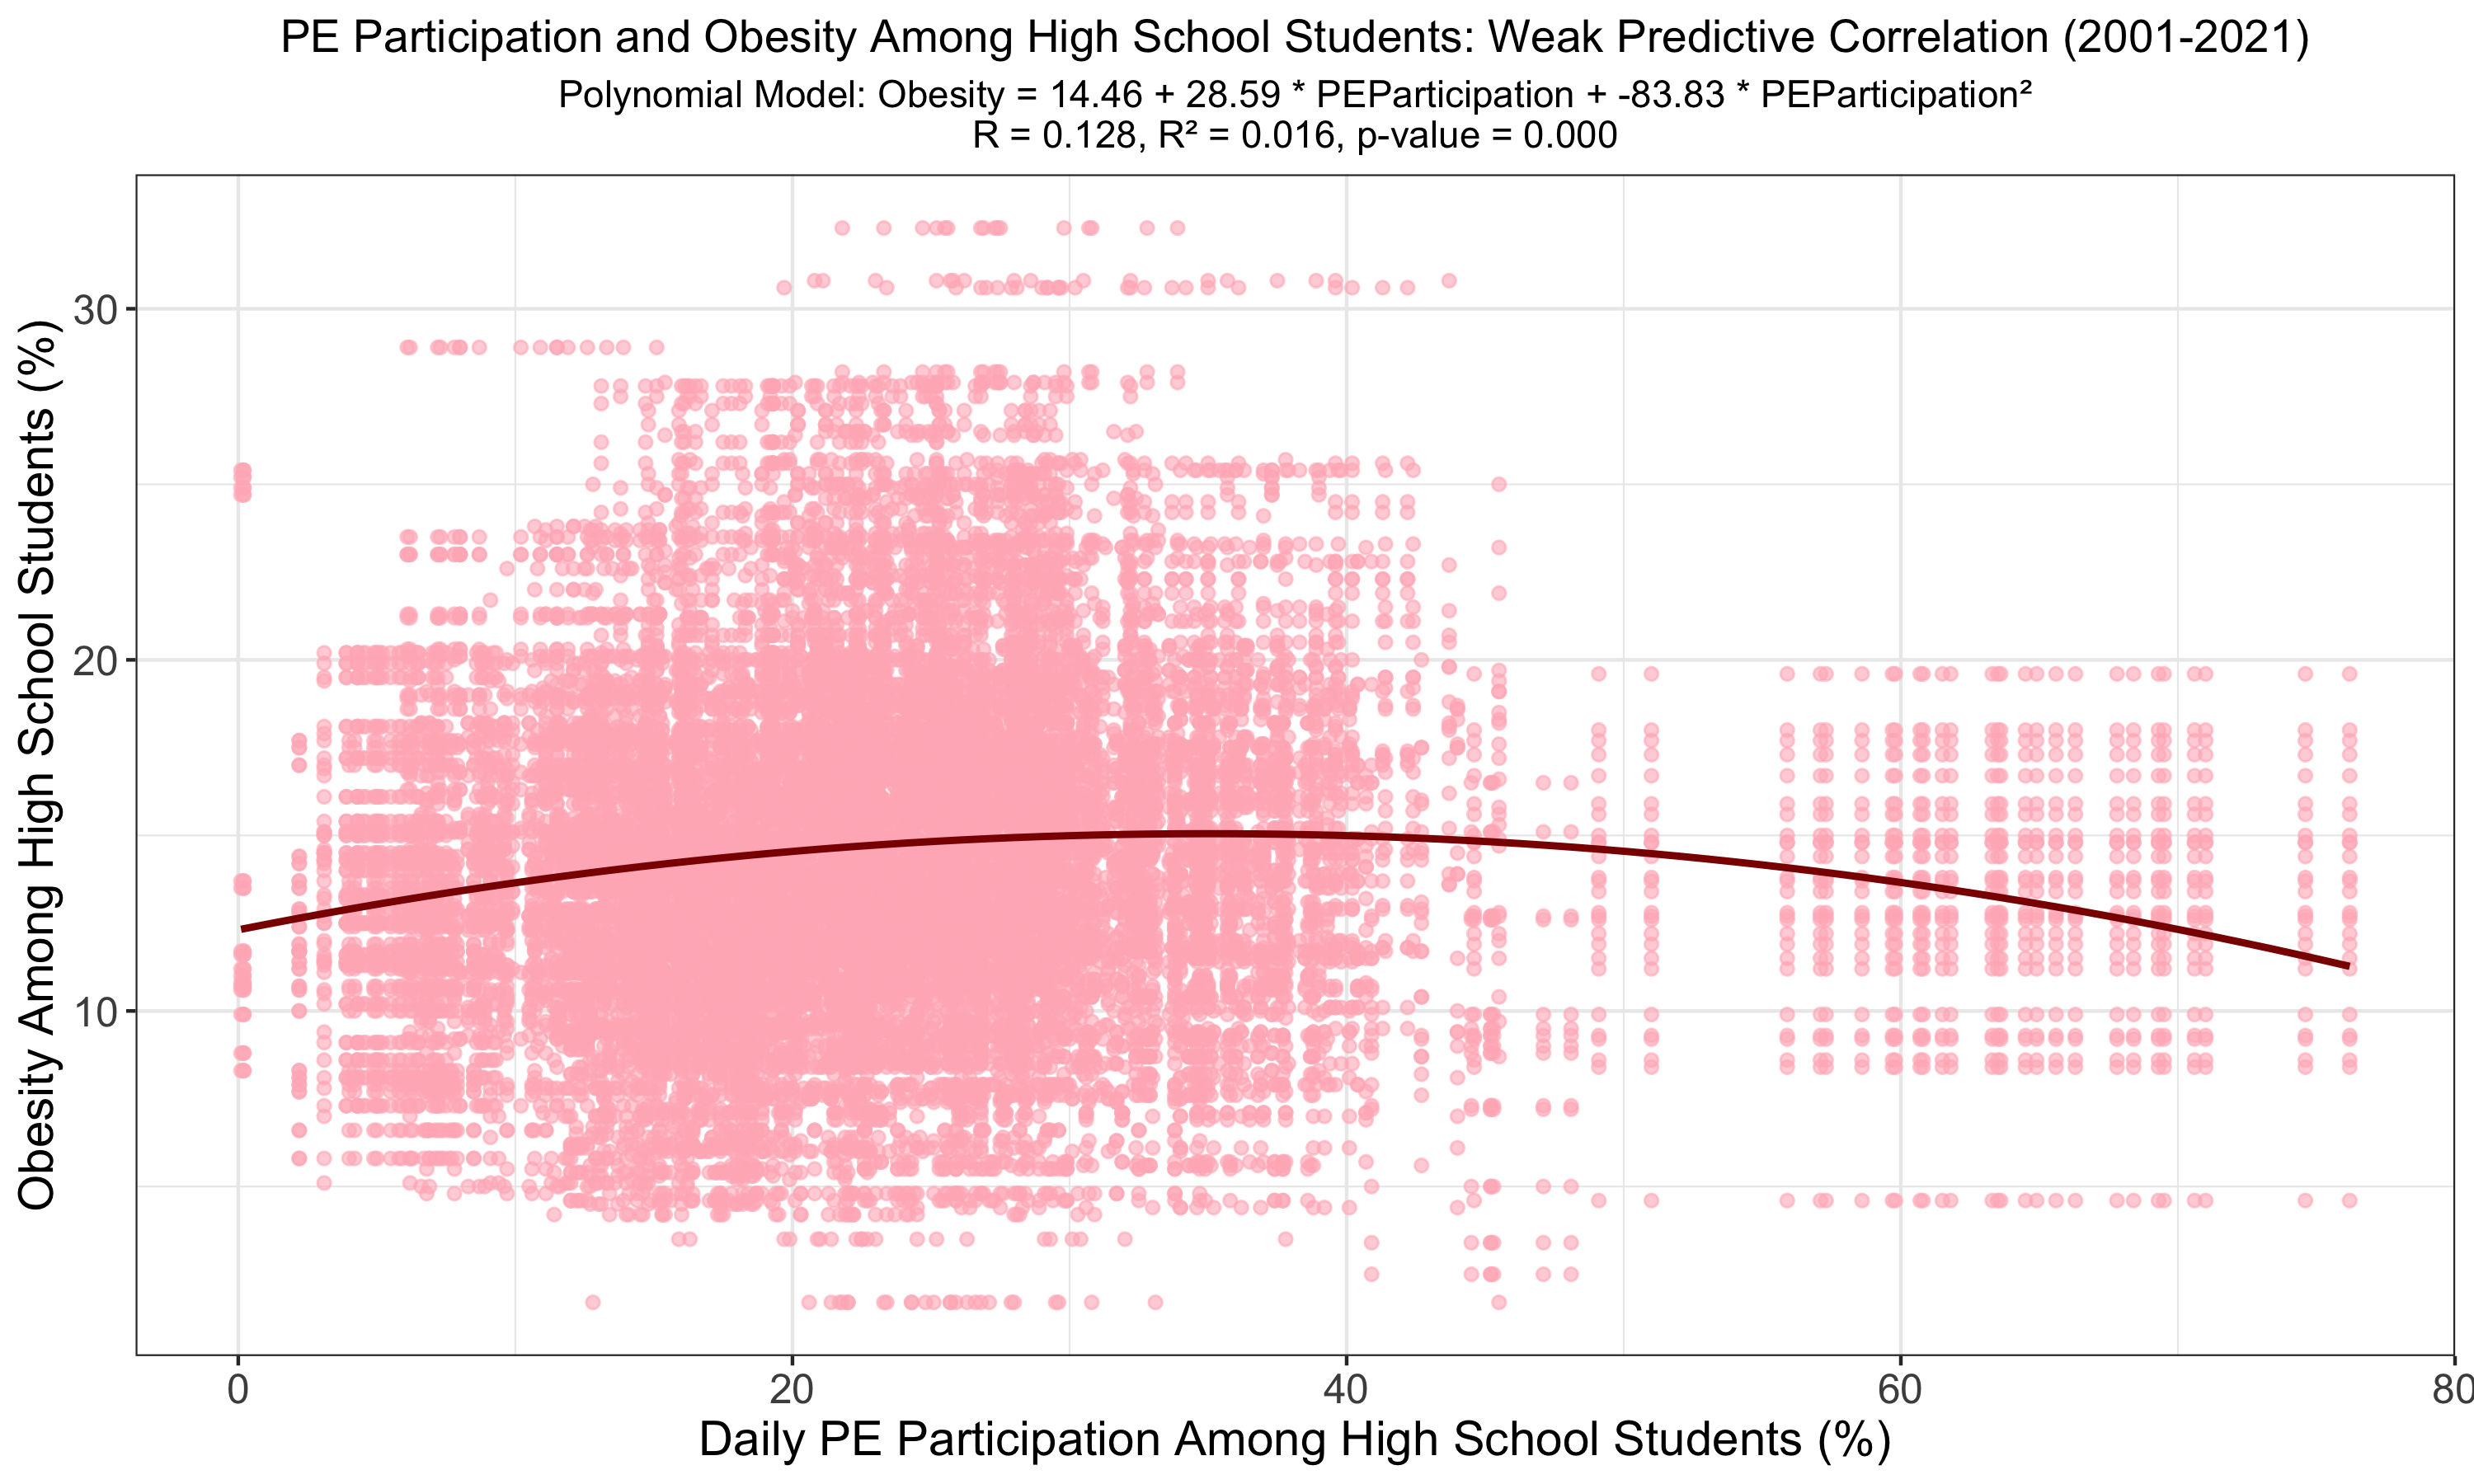 PE Participation and Obesity Among High School Students: Weak Predictive Correlation (2001-2021)
Polynomial Model: Obesity = 14.46 + 28.59 * PEParticipation + -83.83 * PEParticipation²
R = 0.128, R² = 0.016, p-value = 0.000
Obesity Among High School Students (%)
30
20
10
0 20 40 60 80
Daily PE Participation Among High School Students (%)